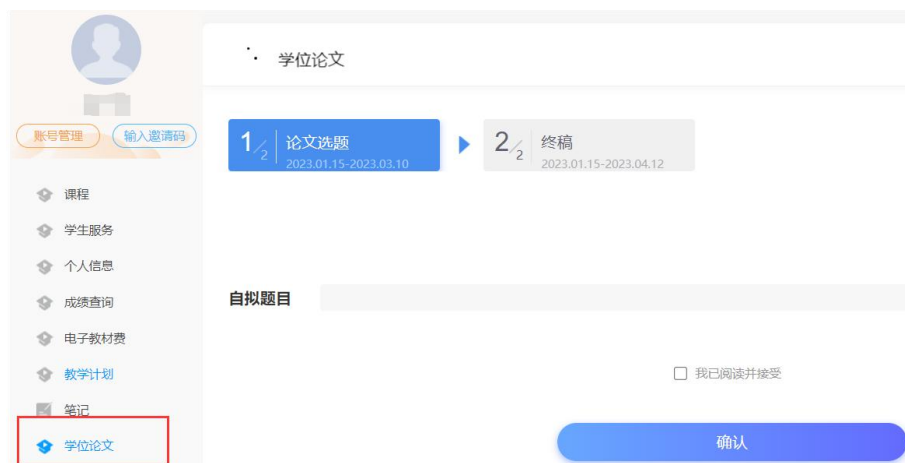 账号管理
输入邀请码
课程
学生服务
个人信息
成绩查询
电子教材费
教学计划
笔记
学位论文
学位论文
1/2 论文选题
2023.01.15-2023.03.10
2/2 终稿
2023.01.15-2023.04.12
自拟题目
我已阅读并接受
确认